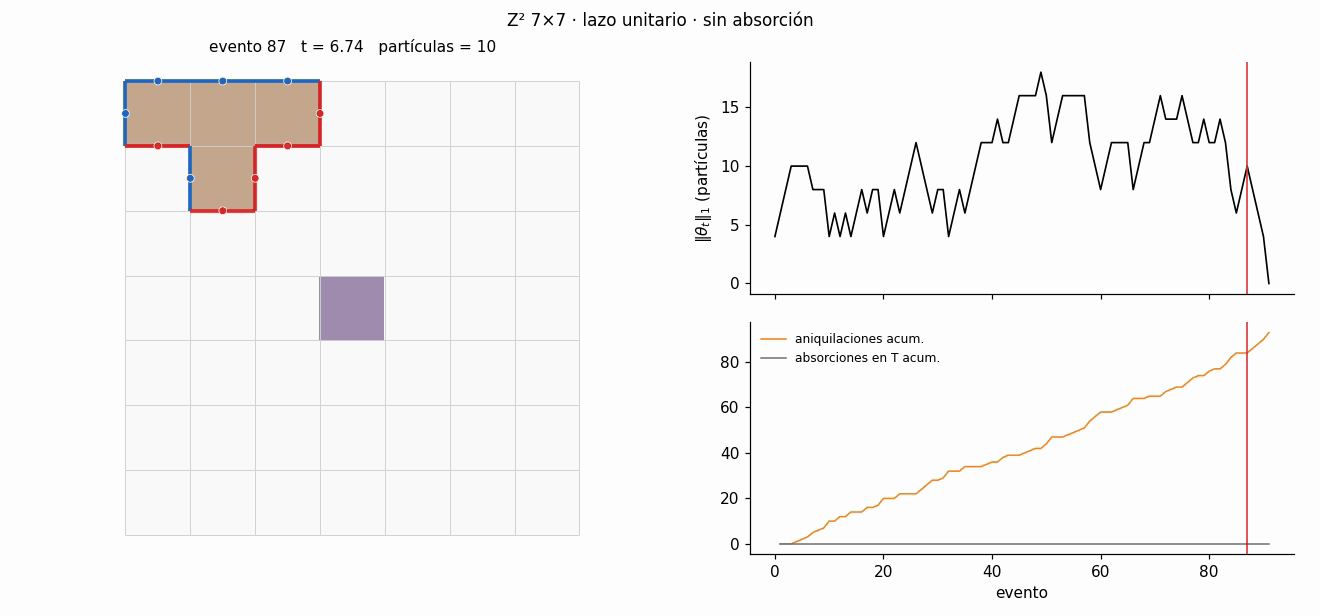 Z² 7×7 · lazo unitario · sin absorción
evento 87   t = 6.74   partículas = 10
‖θₜ‖₁ (partículas)
15
10
5
0
aniquilaciones acum.
absorciones en T acum.
80
60
40
20
0
0   20   40   60   80
evento